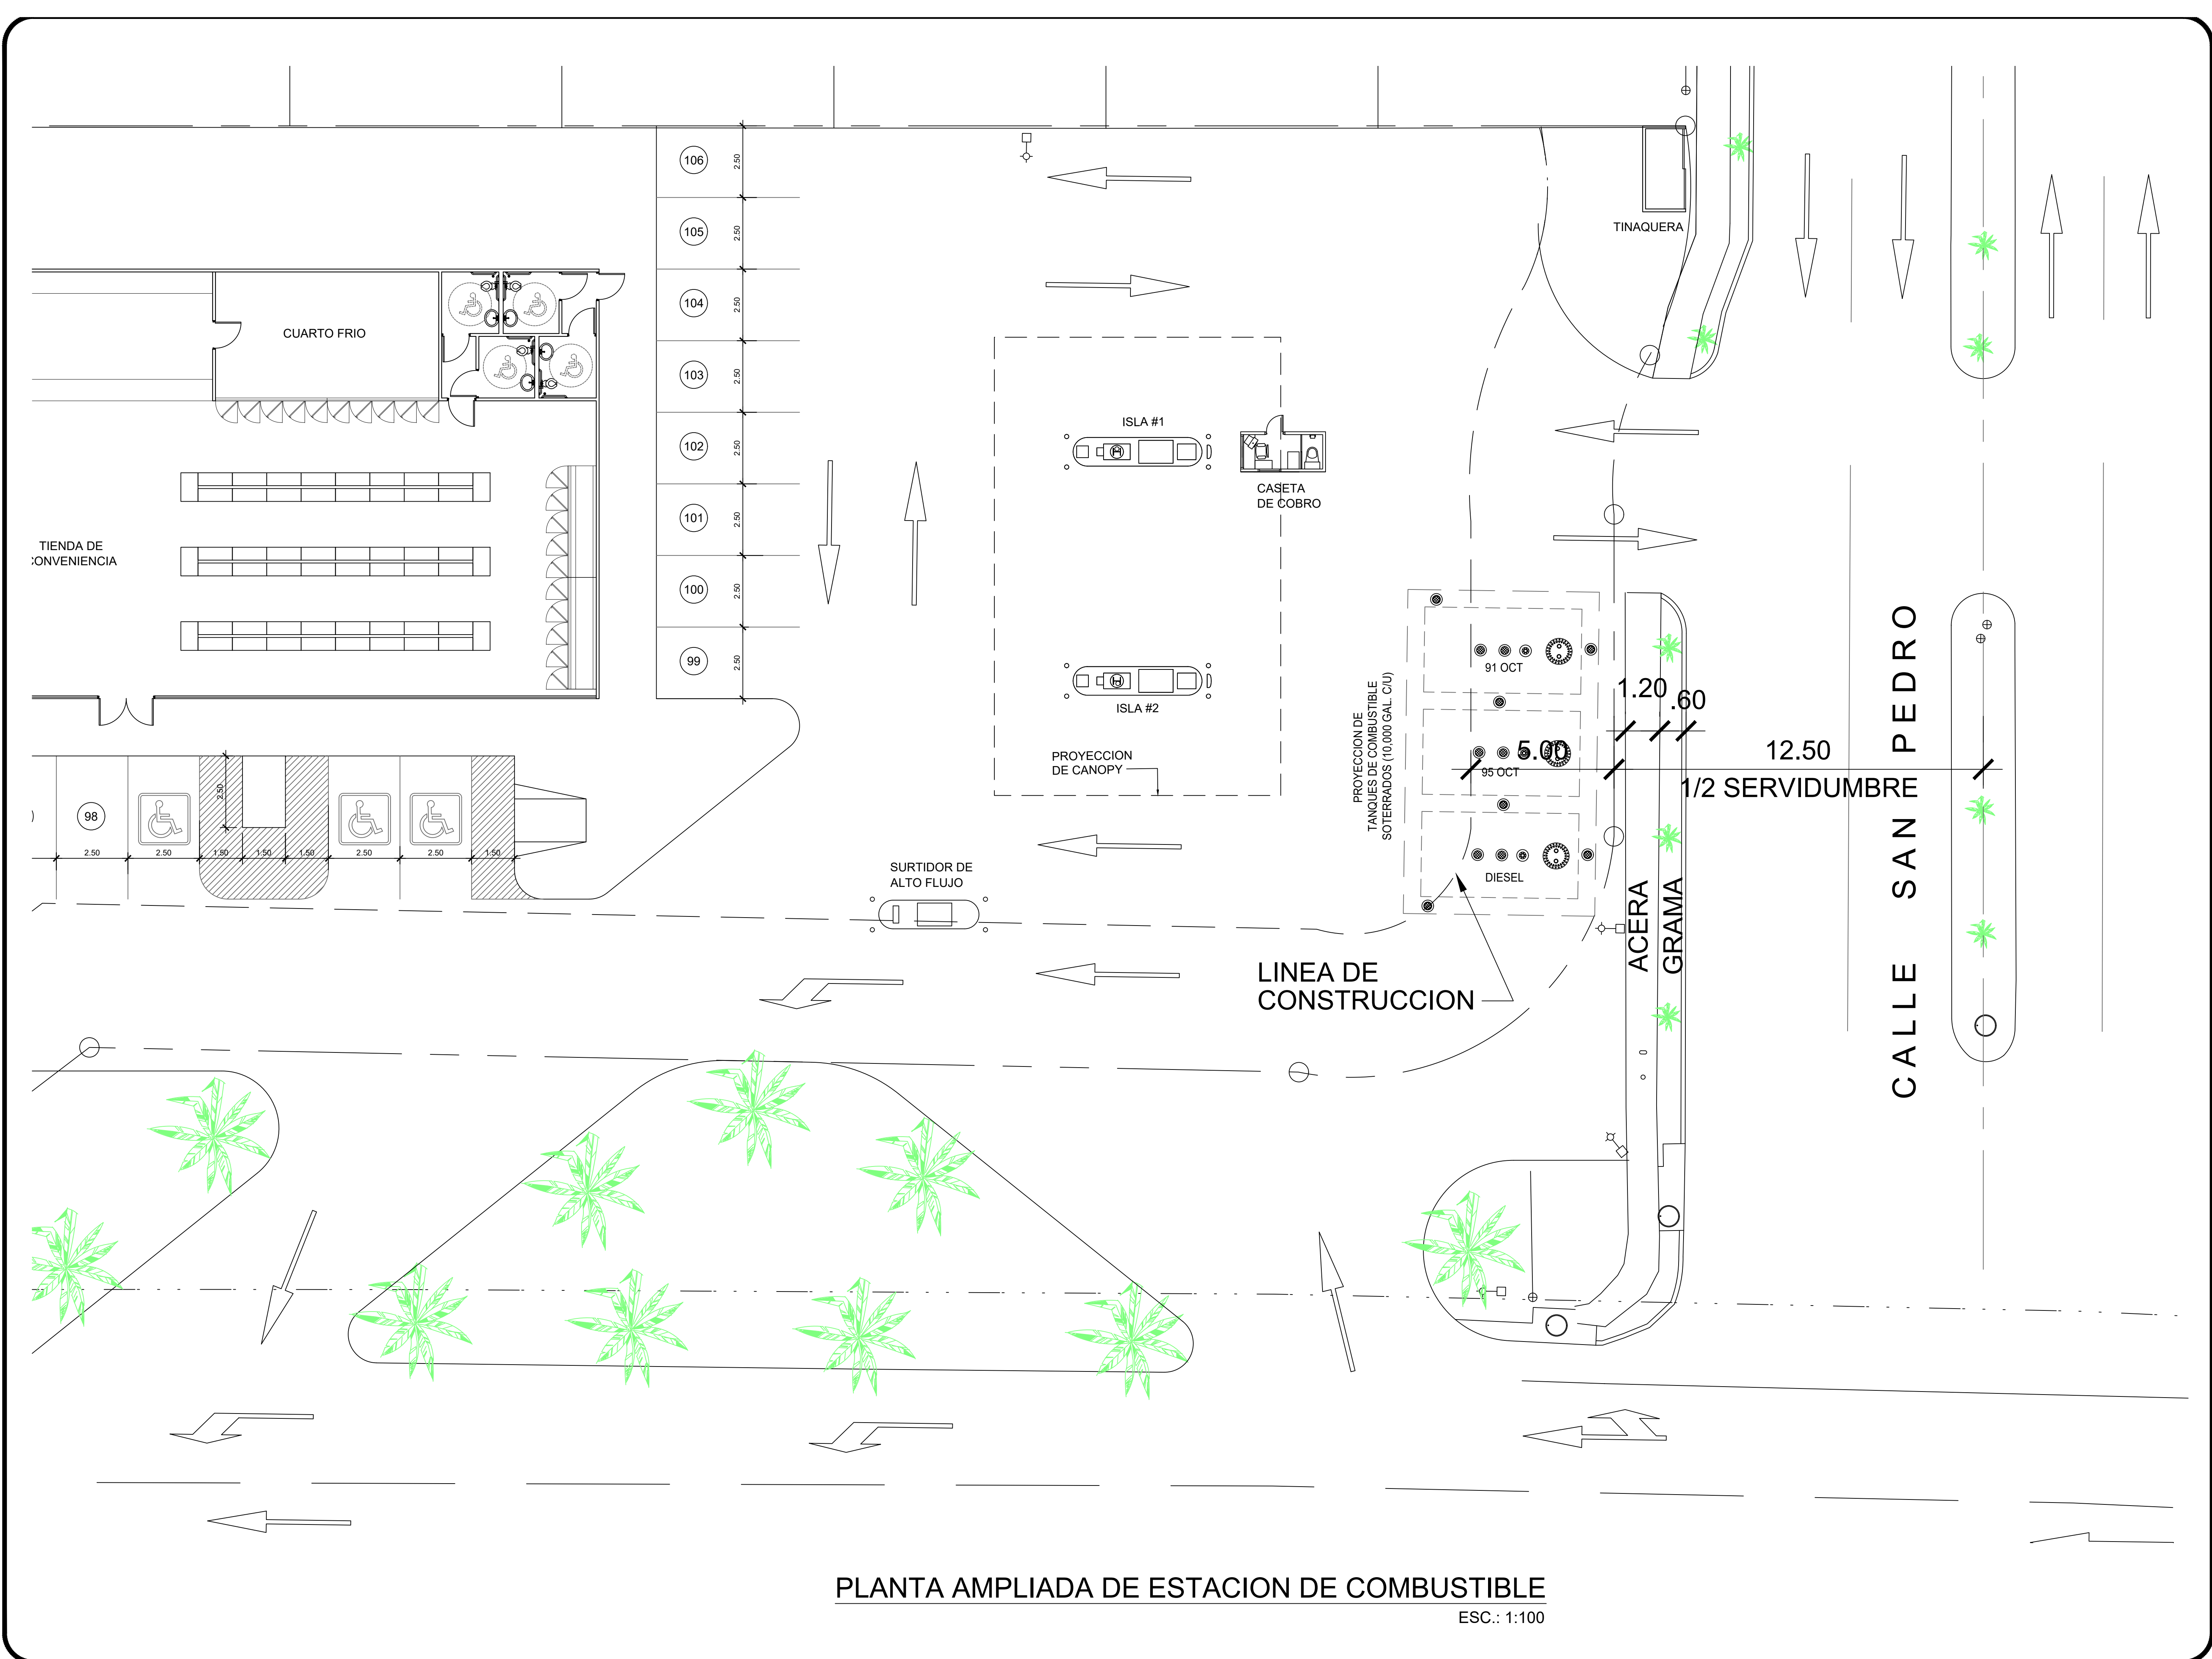 106
2.50
105
2.50
104
2.50
103
2.50
102
2.50
101
2.50
100
2.50
99
2.50
TINAQUERA
CUARTO FRIO
TIENDA DE
CONVENIENCIA
ISLA #1
CASETA
DE COBRO
ISLA #2
PROYECCION
DE CANOPY
PROYECCION DE
TANQUES DE COMBUSTIBLE
SOTERRADOS (10,000 GAL. C/U)
91 OCT
95 OCT
DIESEL
5.00
1.20
.60
12.50
1/2 SERVIDUMBRE
CALLE SAN PEDRO
ACERA
GRAMA
98
2.50
2.50
2.50
1.50
1.50
1.50
2.50
2.50
1.50
SURTIDOR DE
ALTO FLUJO
LINEA DE
CONSTRUCCION
PLANTA AMPLIADA DE ESTACION DE COMBUSTIBLE
ESC.: 1:100